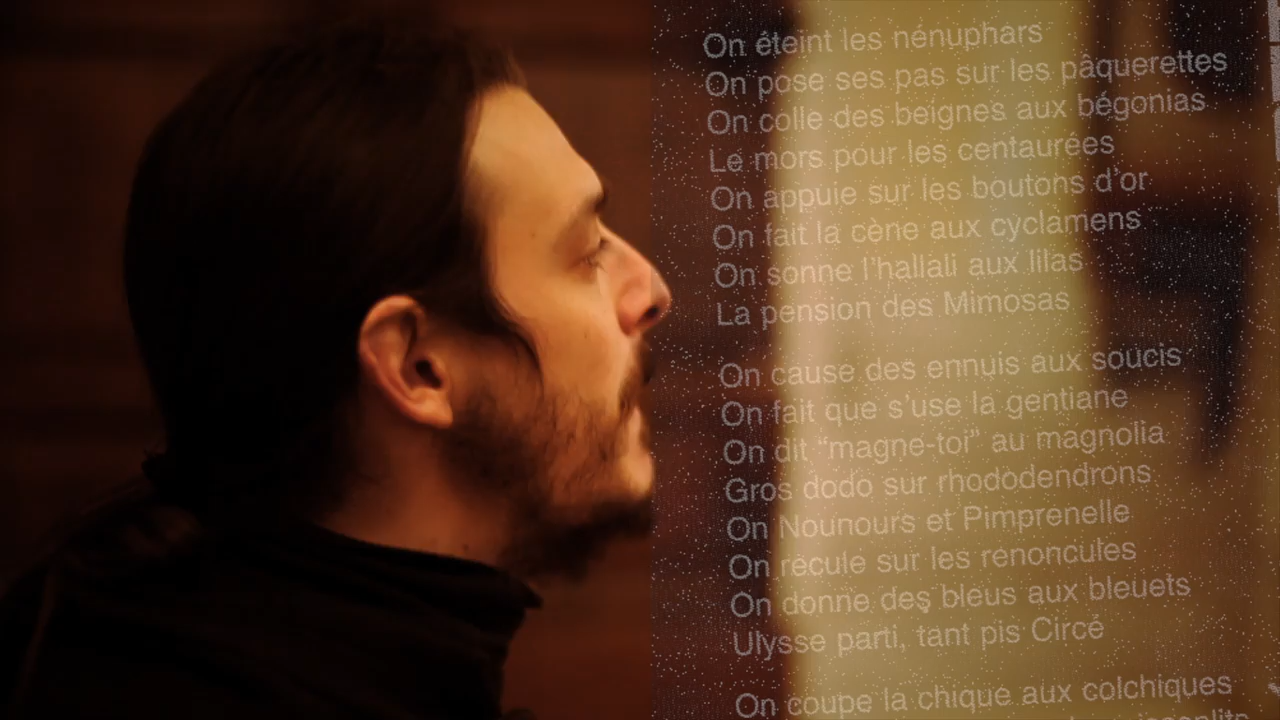 On éteint les nénuphars
On pose ses pas sur les pâquerettes
On colle des beignes aux bégonias
Le mors pour les centaurées
On appuie sur les boutons d'or
On fait la cène aux cyclamens
On sonne l'hallali aux lilas
La pension des Mimosas
On cause des ennuis aux soucis
On fait que s'use la gentiane
On dit "magne-toi" au magnolia
Gros dodo sur rhododendrons
On Nounours et Pimprenelle
On recule sur les renoncules
On donne des bleus aux bleuets
Ulysse parti, tant pis Circé
On coupe la chique aux colchiques